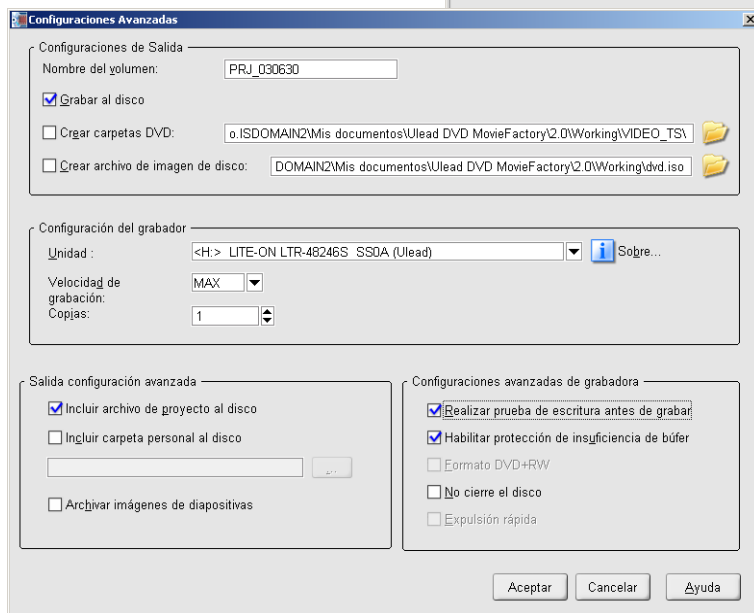 Configuraciones Avanzadas
Configuraciones de Salida
Nombre del volumen: PRJ_030630
Grabar al disco
Crear carpetas DVD: o.ISDOMAIN2\Mis documentos\Ulead DVD MovieFactory\2.0\Working\VIDEO_TS\
Crear archivo de imagen de disco: DOMAIN2\Mis documentos\Ulead DVD MovieFactory\2.0\Working\dvd.iso
Configuración del grabador
Unidad : <H:> LITE-ON LTR-48246S SS0A (Ulead) Sobre...
Velocidad de grabación: MAX
Copias: 1
Salida configuración avanzada
Incluir archivo de proyecto al disco
Incluir carpeta personal al disco
...
Archivar imágenes de diapositivas
Configuraciones avanzadas de grabadora
Realizar prueba de escritura antes de grabar
Habilitar protección de insuficiencia de búfer
Formato DVD+RW
No cierre el disco
Expulsión rápida
Aceptar Cancelar Ayuda